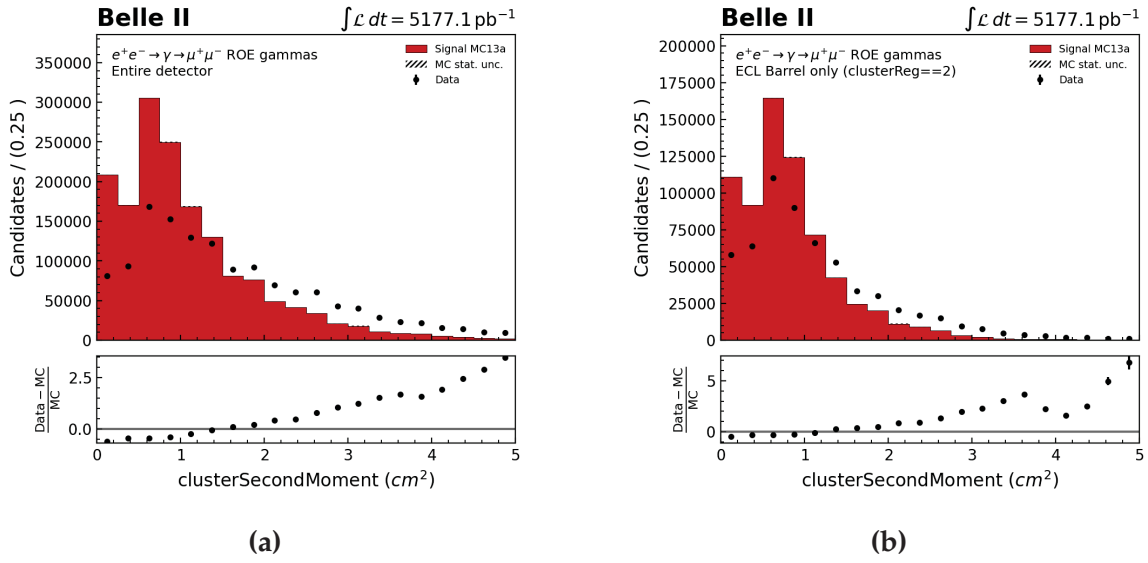 Belle II
∫ℒ dt = 5177.1 pb⁻¹
e⁺e⁻ → γ → μ⁺μ⁻ ROE gammas
Entire detector
Signal MC13a
MC stat. unc.
Data
Candidates / (0.25 )
350000
300000
250000
200000
150000
100000
50000
0
Data − MC
MC
2.5
0.0
0 1 2 3 4 5
clusterSecondMoment (cm²)
(a)
Belle II
∫ℒ dt = 5177.1 pb⁻¹
e⁺e⁻ → γ → μ⁺μ⁻ ROE gammas
ECL Barrel only (clusterReg==2)
Signal MC13a
MC stat. unc.
Data
Candidates / (0.25 )
200000
175000
150000
125000
100000
75000
50000
25000
0
Data − MC
MC
5
0
0 1 2 3 4 5
clusterSecondMoment (cm²)
(b)